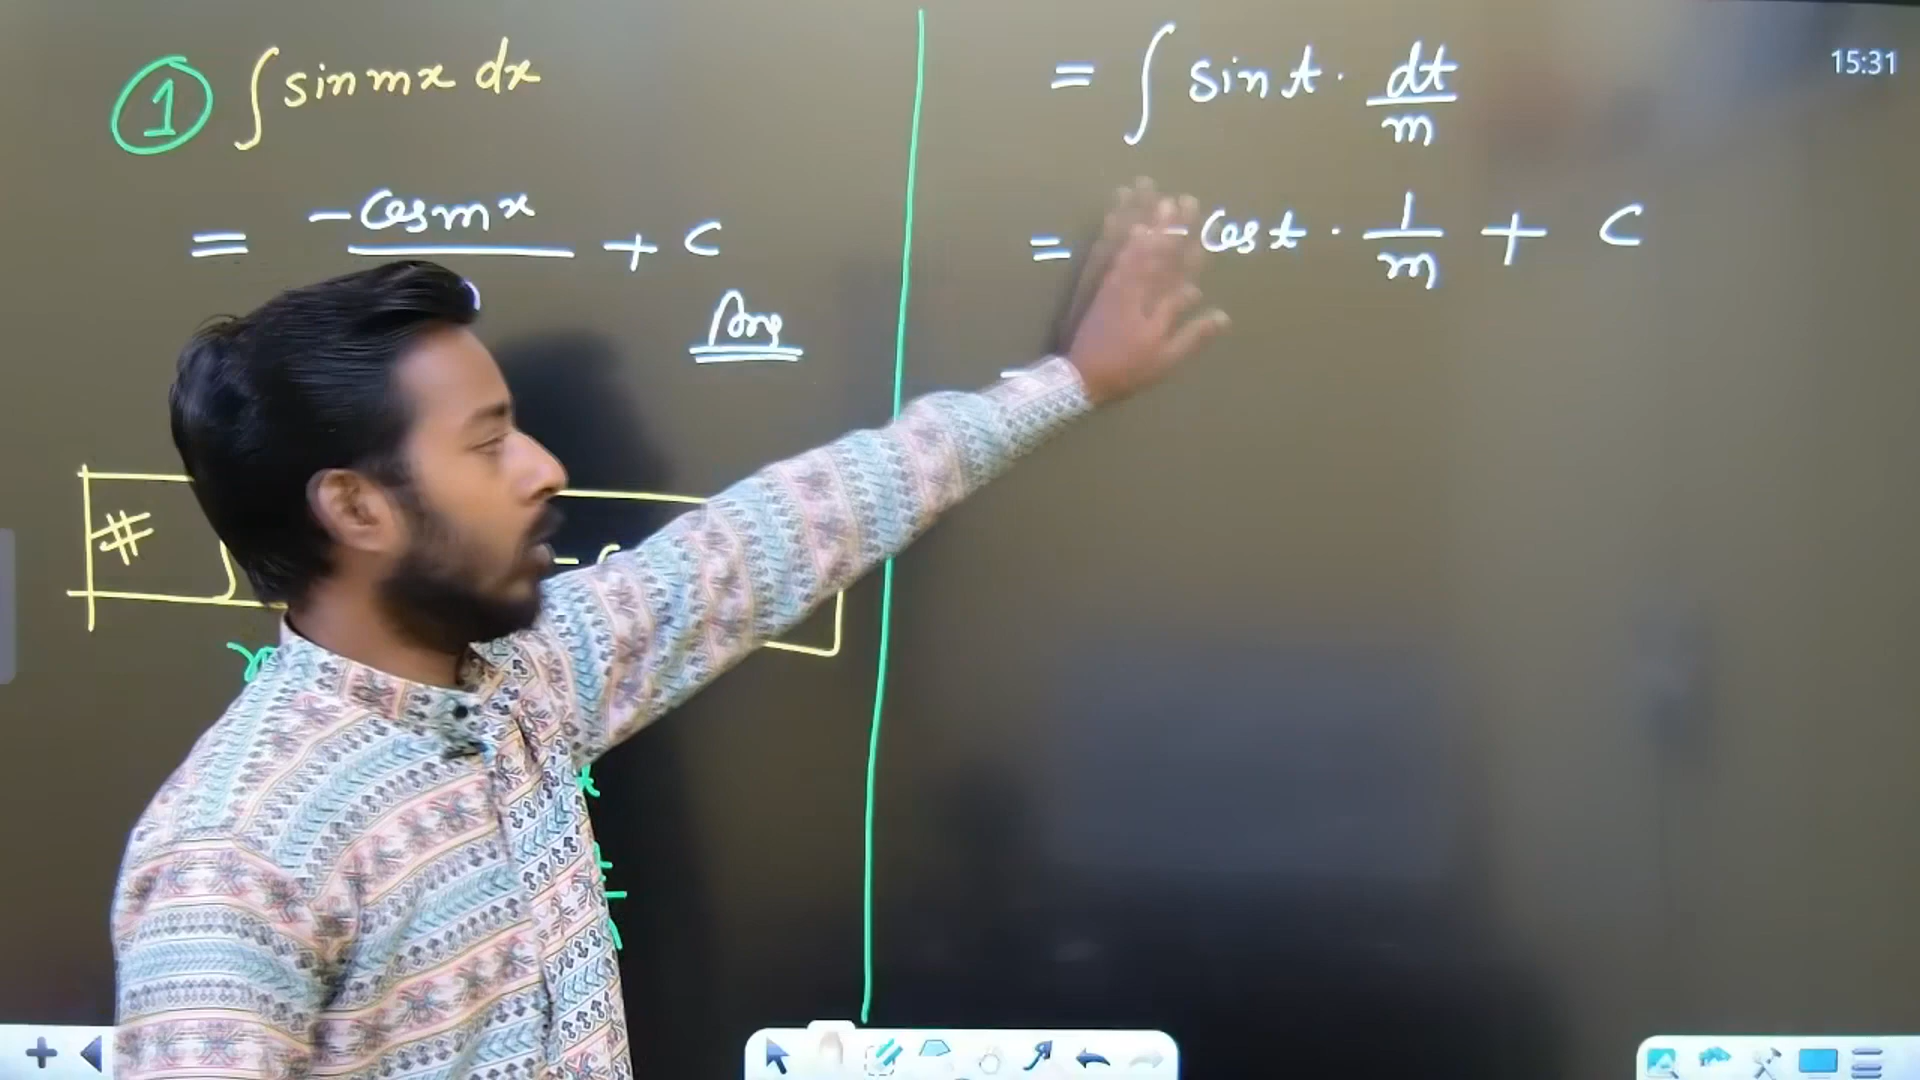 ① ∫ sin mx dx
= -Cos mx + C
Ans
#
= ∫ sin t · dt/m
= - Cos t · 1/m + C
15:31